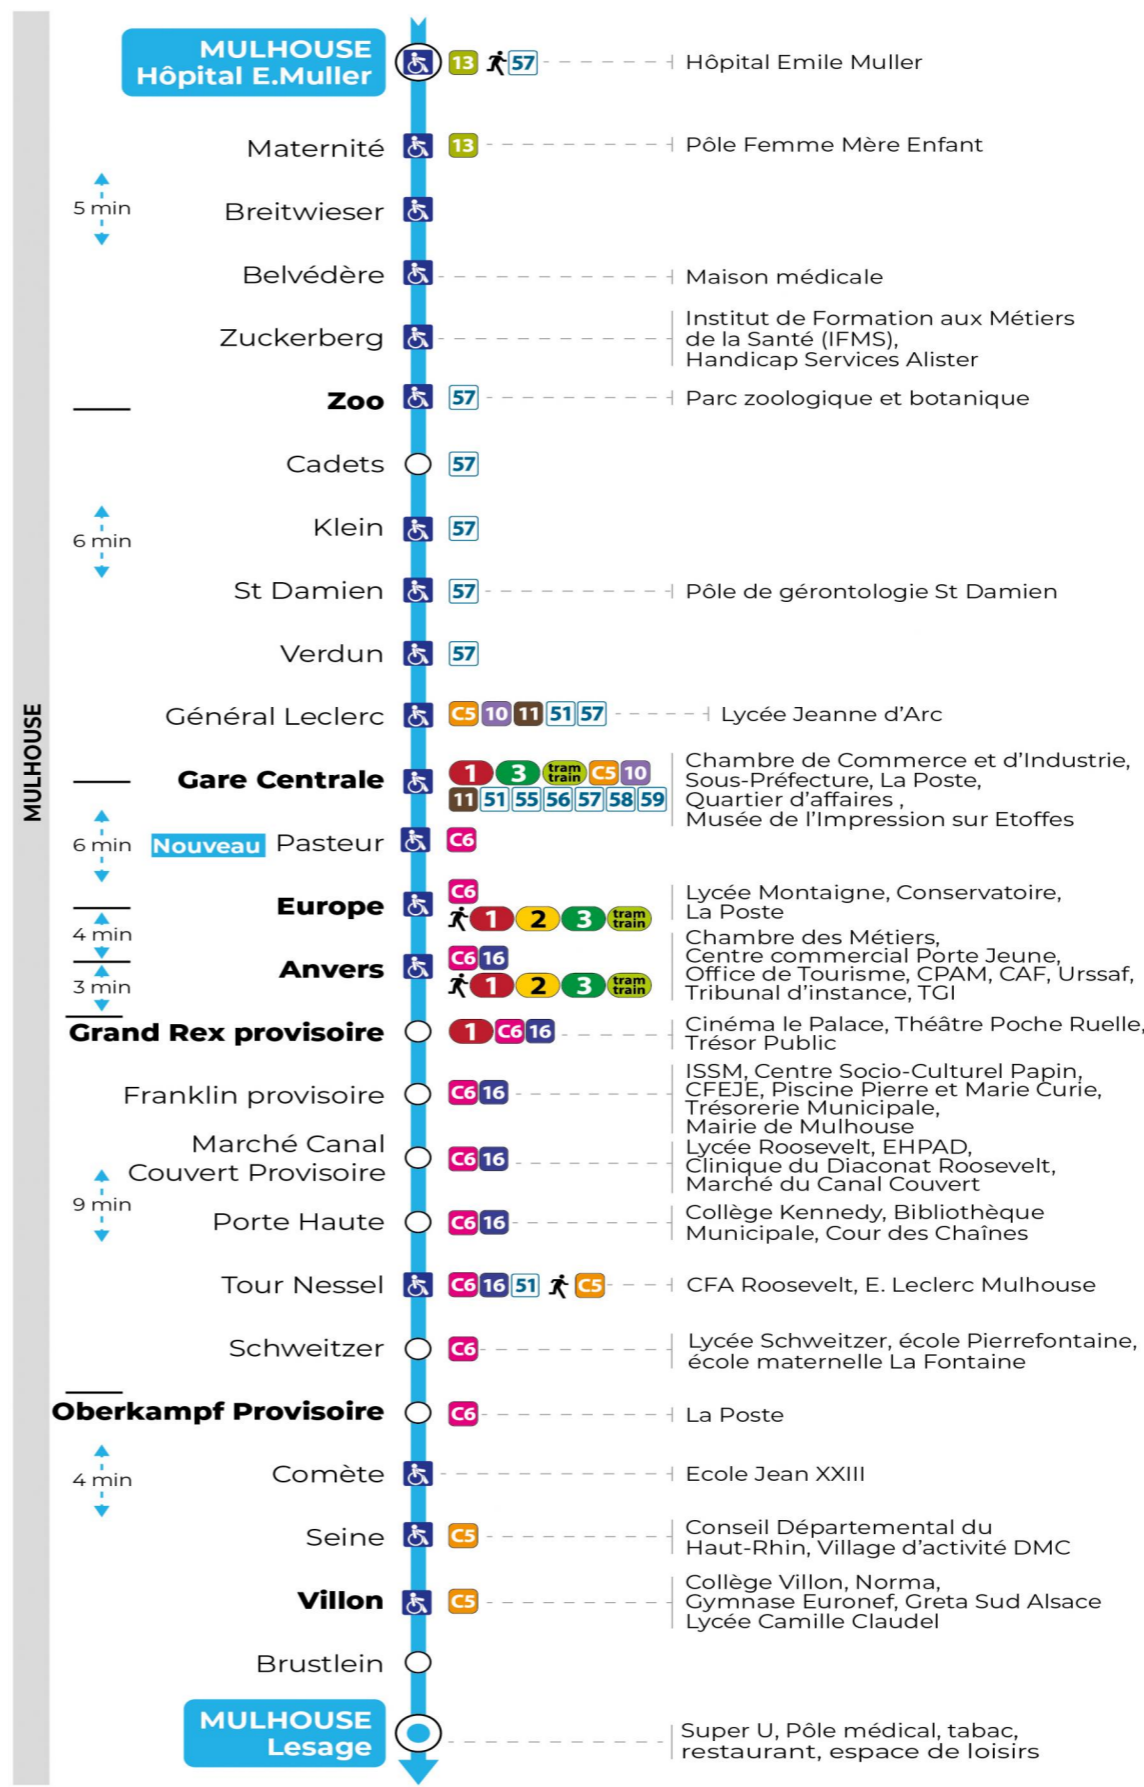 MULHOUSE
MULHOUSE
Hôpital E.Muller
13 57
Hôpital Emile Muller
Maternité
13
Pôle Femme Mère Enfant
5 min
Breitwieser
Belvédère
Maison médicale
Zuckerberg
Institut de Formation aux Métiers
de la Santé (IFMS),
Handicap Services Alister
Zoo
57
Parc zoologique et botanique
Cadets
57
6 min
Klein
57
St Damien
57
Pôle de gérontologie St Damien
Verdun
57
Général Leclerc
C5 10 11 51 57
Lycée Jeanne d’Arc
Gare Centrale
1 3 tram train C5 10
11 51 55 56 57 58 59
Chambre de Commerce et d’Industrie,
Sous-Préfecture, La Poste,
Quartier d’affaires ,
Musée de l’Impression sur Etoffes
6 min
Nouveau Pasteur
C6
Europe
C6
1 2 3 tram train
Lycée Montaigne, Conservatoire,
La Poste
4 min
Anvers
C6 16
1 2 3 tram train
Chambre des Métiers,
Centre commercial Porte Jeune,
Office de Tourisme, CPAM, CAF, Urssaf,
Tribunal d’instance, TGI
3 min
Grand Rex provisoire
1 C6 16
Cinéma le Palace, Théâtre Poche Ruelle,
Trésor Public
Franklin provisoire
C6 16
ISSM, Centre Socio-Culturel Papin,
CFEJE, Piscine Pierre et Marie Curie,
Trésorerie Municipale,
Mairie de Mulhouse
Marché Canal
Couvert Provisoire
C6 16
Lycée Roosevelt, EHPAD,
Clinique du Diaconat Roosevelt,
Marché du Canal Couvert
9 min
Porte Haute
C6 16
Collège Kennedy, Bibliothèque
Municipale, Cour des Chaînes
Tour Nessel
C6 16 51 C5
CFA Roosevelt, E. Leclerc Mulhouse
Schweitzer
C6
Lycée Schweitzer, école Pierrefontaine,
école maternelle La Fontaine
Oberkampf Provisoire
C6
La Poste
4 min
Comète
Ecole Jean XXIII
Seine
C5
Conseil Départemental du
Haut-Rhin, Village d’activité DMC
Villon
C5
Collège Villon, Norma,
Gymnase Euronef, Greta Sud Alsace
Lycée Camille Claudel
Brustlein
MULHOUSE
Lesage
Super U, Pôle médical, tabac,
restaurant, espace de loisirs